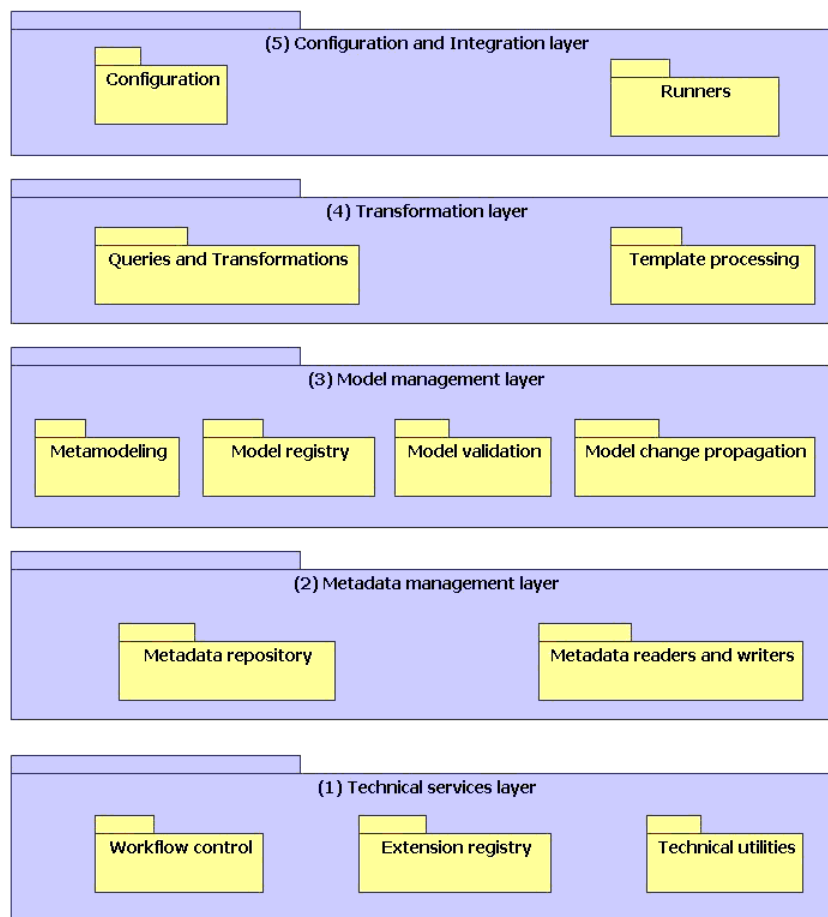 (5) Configuration and Integration layer
Configuration
Runners
(4) Transformation layer
Queries and Transformations
Template processing
(3) Model management layer
Metamodeling
Model registry
Model validation
Model change propagation
(2) Metadata management layer
Metadata repository
Metadata readers and writers
(1) Technical services layer
Workflow control
Extension registry
Technical utilities